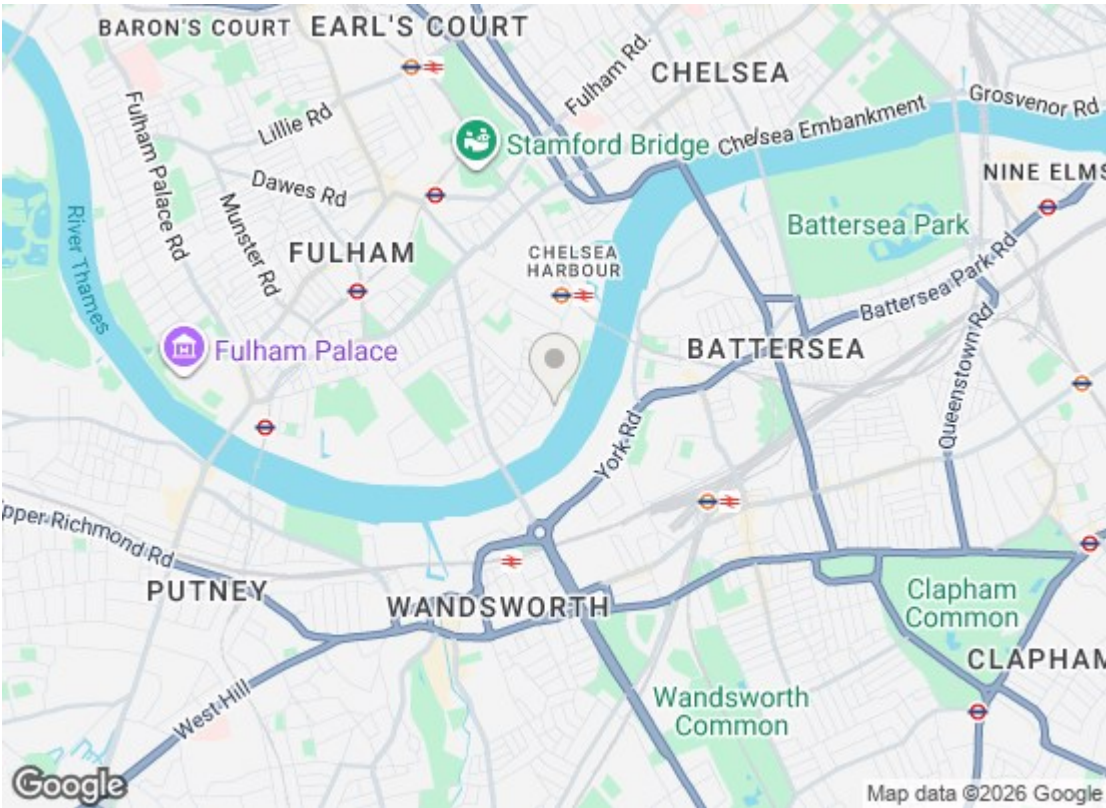 BARON'S COURT
EARL'S COURT
Fulham Rd.
CHELSEA
Grosvenor Rd
Lillie Rd
Fulham Palace Rd
Stamford Bridge
Chelsea Embankment
NINE ELMS
Dawes Rd
Munster Rd
River Thames
Battersea Park
FULHAM
CHELSEA
HARBOUR
Battersea Park Rd
Fulham Palace
BATTERSEA
Queenstown Rd
York Rd
pper Richmond Rd
PUTNEY
WANDSWORTH
Clapham
Common
CLAPHAM
West Hill
Wandsworth
Common
Google
Map data ©2026 Google